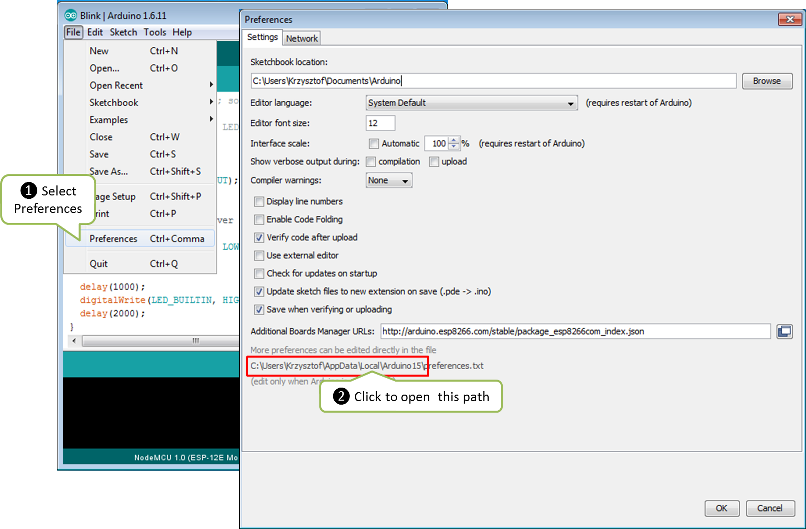 Blink | Arduino 1.6.11
File Edit Sketch Tools Help
New Ctrl+N
Open... Ctrl+O
Open Recent
Sketchbook
Examples
Close Ctrl+W
Save Ctrl+S
Save As... Ctrl+Shift+S
Page Setup Ctrl+Shift+P
Print Ctrl+P
Preferences Ctrl+Comma
Quit Ctrl+Q
; so
LED
UT);
ver
LOW
delay(1000);
digitalWrite(LED_BUILTIN, HIG
delay(2000);
}
NodeMCU 1.0 (ESP-12E Mo
1 Select
Preferences
Preferences
Settings Network
Sketchbook location:
C:\Users\Krzysztof\Documents\Arduino Browse
Editor language: System Default (requires restart of Arduino)
Editor font size: 12
Interface scale: Automatic 100 % (requires restart of Arduino)
Show verbose output during: compilation upload
Compiler warnings: None
Display line numbers
Enable Code Folding
Verify code after upload
Use external editor
Check for updates on startup
Update sketch files to new extension on save (.pde -> .ino)
Save when verifying or uploading
Additional Boards Manager URLs: http://arduino.esp8266.com/stable/package_esp8266com_index.json
More preferences can be edited directly in the file
C:\Users\Krzysztof\AppData\Local\Arduino15\preferences.txt
(edit only when Ard
2 Click to open this path
OK Cancel